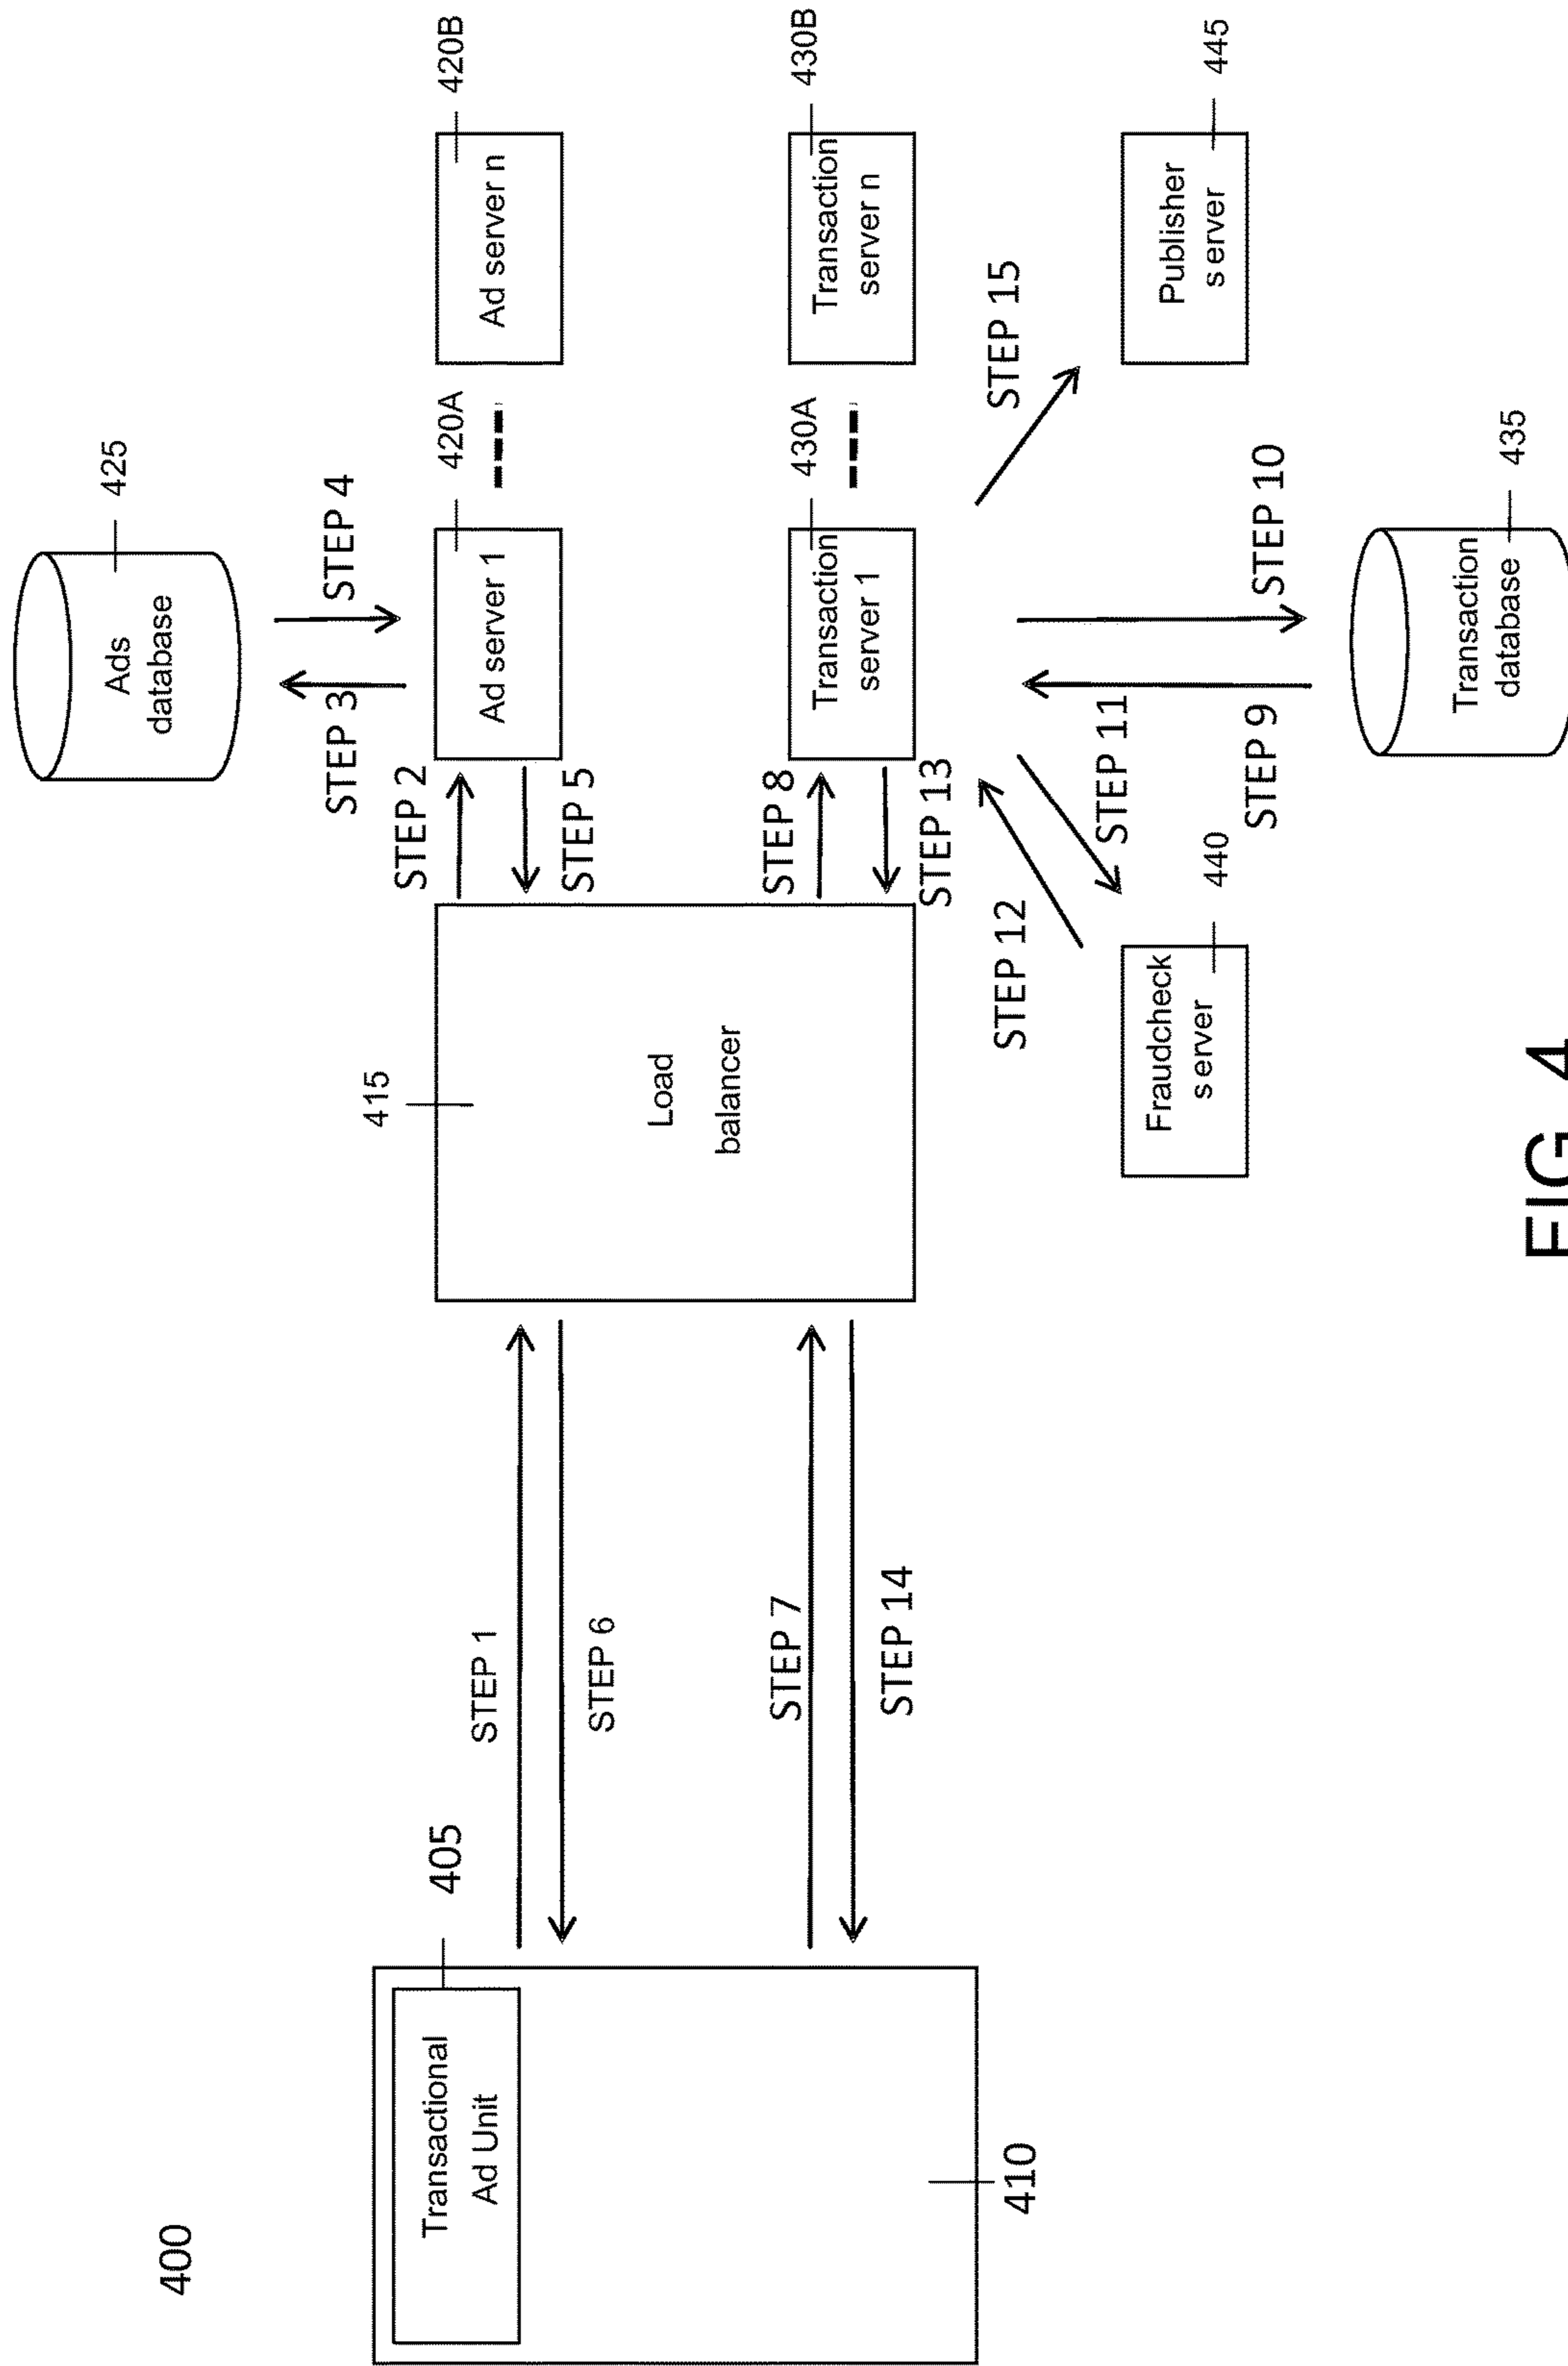 400
405
Transactional
Ad Unit
410
STEP 1
STEP 6
STEP 7
STEP 14
415
Load
balancer
STEP 2
STEP 5
STEP 8
STEP 13
STEP 3
STEP 4
Ads
database
425
Ad server 1
420A
Ad server n
420B
Transaction
server 1
430A
Transaction
server n
430B
STEP 12
STEP 11
Fraudcheck
server
440
STEP 9
STEP 10
Transaction
database
435
STEP 15
Publisher
server
445
FIG. 4